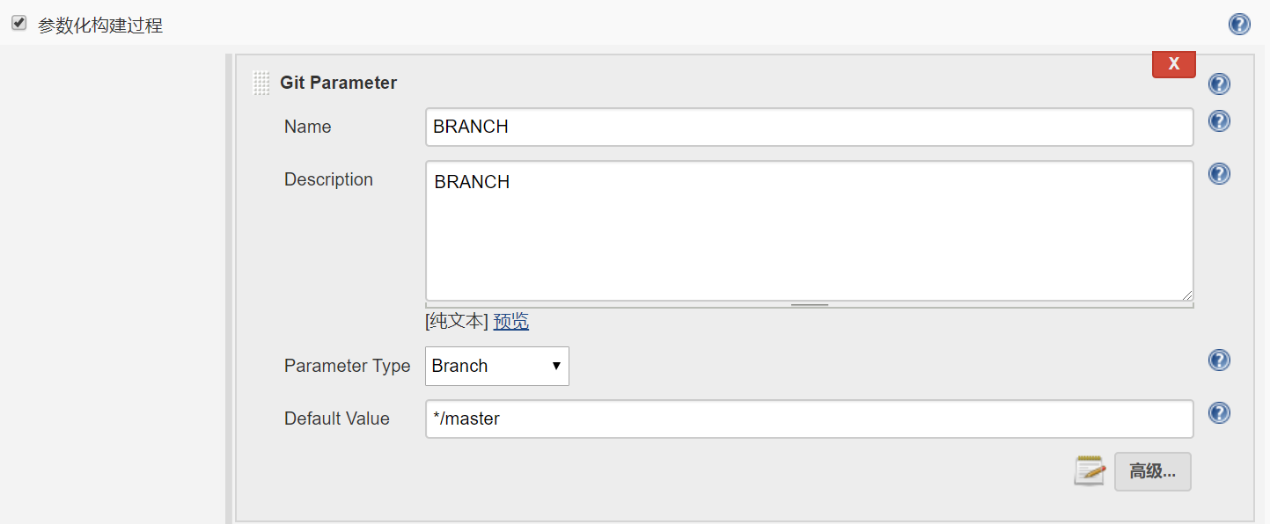 参数化构建过程
X
Git Parameter
Name
BRANCH
Description
BRANCH
[纯文本] 预览
Parameter Type
Branch
Default Value
*/master
高级...